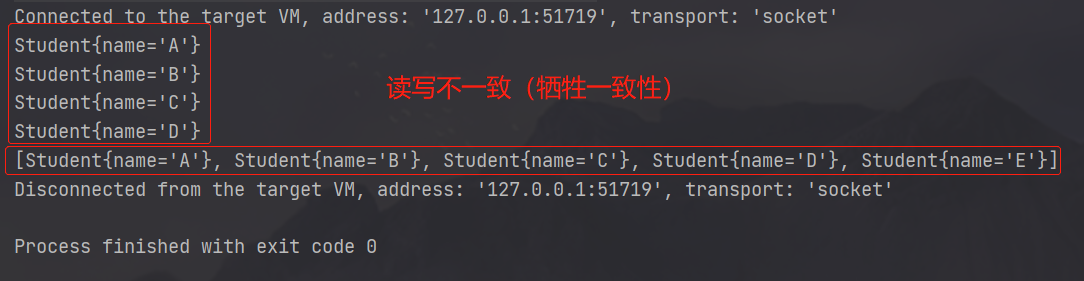 Connected to the target VM, address: '127.0.0.1:51719', transport: 'socket'
Student{name='A'}
Student{name='B'}
Student{name='C'}
Student{name='D'}
读写不一致（牺牲一致性）
[Student{name='A'}, Student{name='B'}, Student{name='C'}, Student{name='D'}, Student{name='E'}]
Disconnected from the target VM, address: '127.0.0.1:51719', transport: 'socket'
Process finished with exit code 0